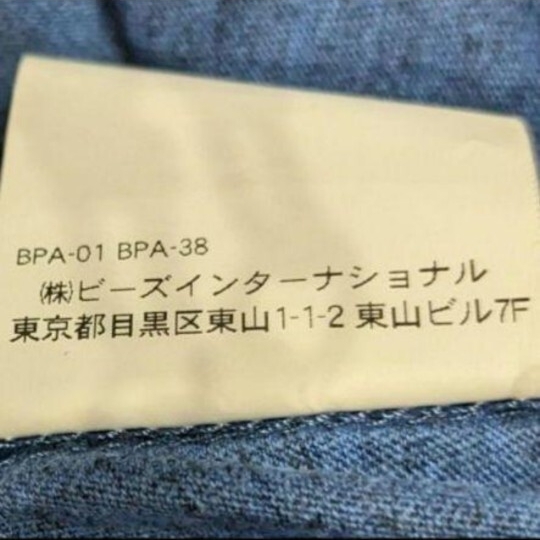 BPA-01 BPA-38
㈱ビーズインターナショナル
東京都目黒区東山1-1-2 東山ビル7F